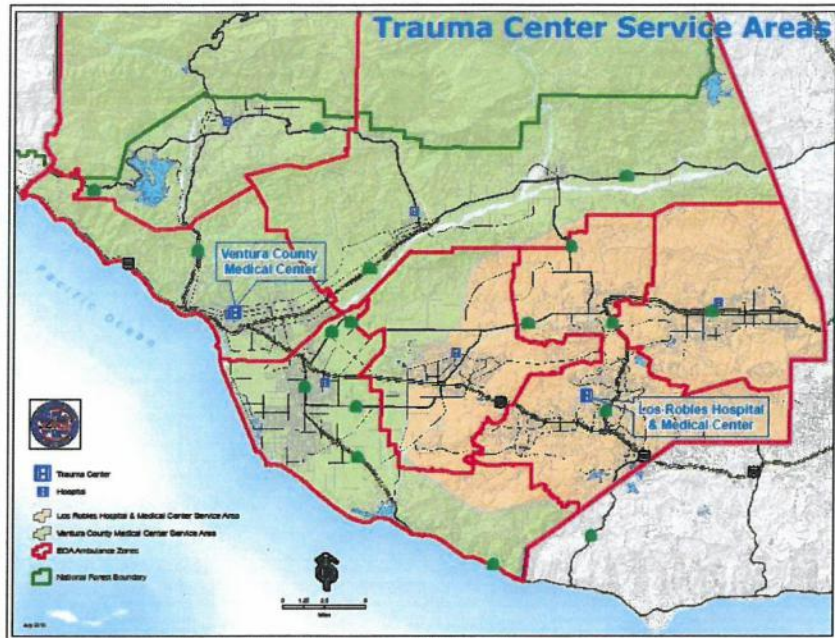 Trauma Center Service Areas
Ventura County
Medical Center
Pacific Ocean
Los Robles Hospital
& Medical Center
Trauma Center
Hospital
Los Robles Hospital & Medical Center Service Area
Ventura County Medical Center Service Area
Ambulance Zones
National Forest Boundary
Miles